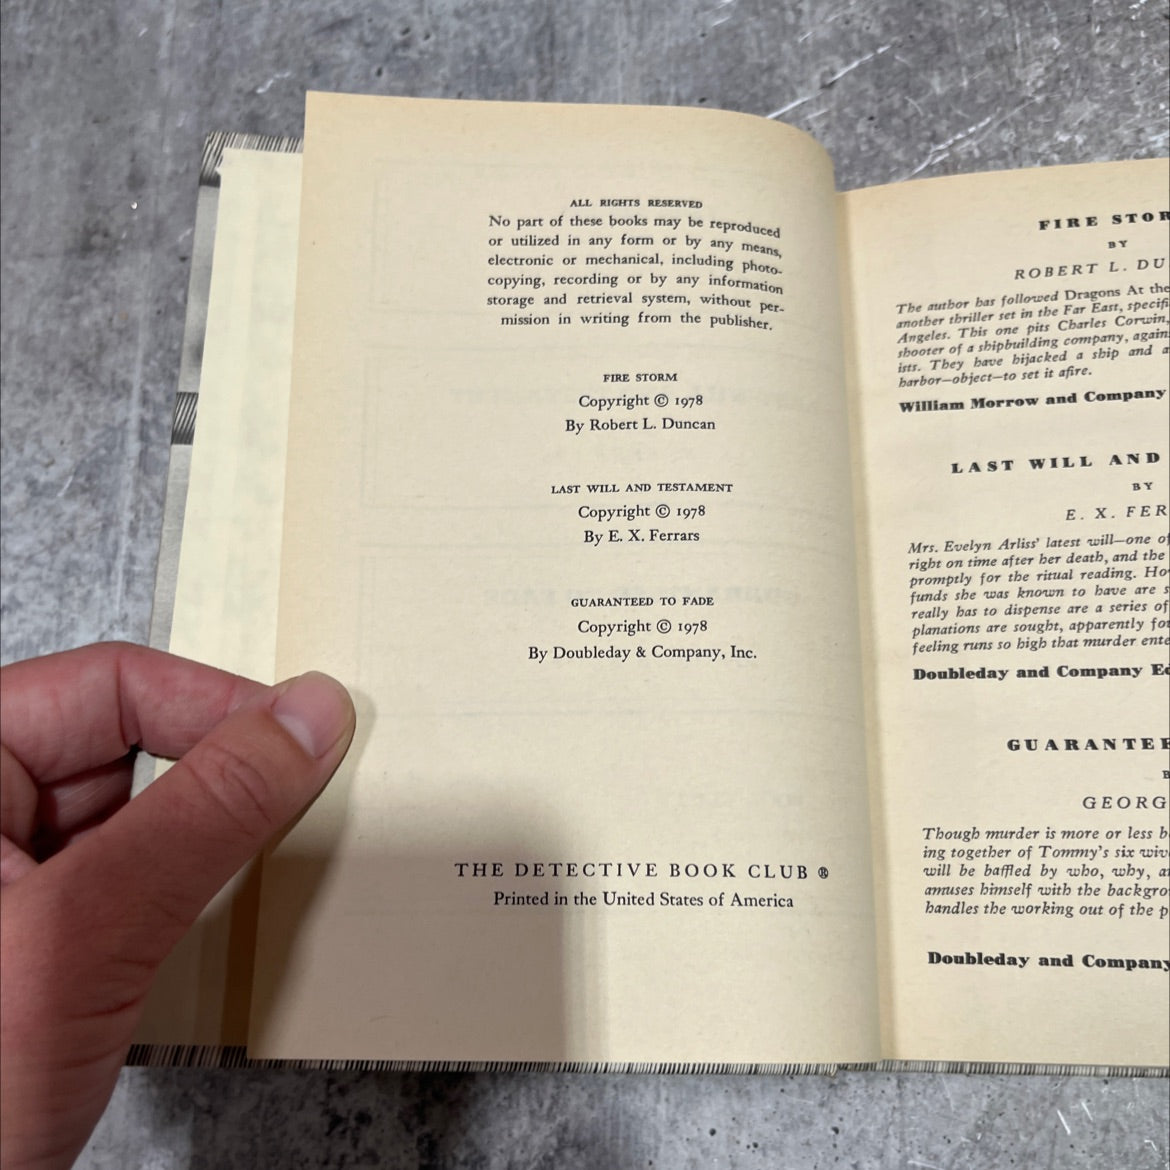 ALL RIGHTS RESERVED
No part of these books may be reproduced
or utilized in any form or by any means,
electronic or mechanical, including photo-
copying, recording or by any information
storage and retrieval system, without per-
mission in writing from the publisher.
FIRE STORM
Copyright © 1978
By Robert L. Duncan
LAST WILL AND TESTAMENT
Copyright © 1978
By E. X. Ferrars
GUARANTEED TO FADE
Copyright © 1978
By Doubleday & Company, Inc.
THE DETECTIVE BOOK CLUB ®
Printed in the United States of America
FIRE STOR
BY
ROBERT L. DU
The author has followed Dragons At the
another thriller set in the Far East, specifi
Angeles. This one pits Charles Corwin,
shooter of a shipbuilding company, again
ists. They have hijacked a ship and a
harbor—object—to set it afire.
William Morrow and Company
LAST WILL AND
BY
E. X. FER
Mrs. Evelyn Arliss' latest will—one of
right on time after her death, and the
promptly for the ritual reading. Ho
funds she was known to have are s
really has to dispense are a series of
planations are sought, apparently fo
feeling runs so high that murder ente
Doubleday and Company
GUARANTEE
GEORG
Though murder is more or less b
ing together of Tommy's six wiv
will be baffled by who, why, a
amuses himself with the backgro
handles the working out of the p
Doubleday and Company